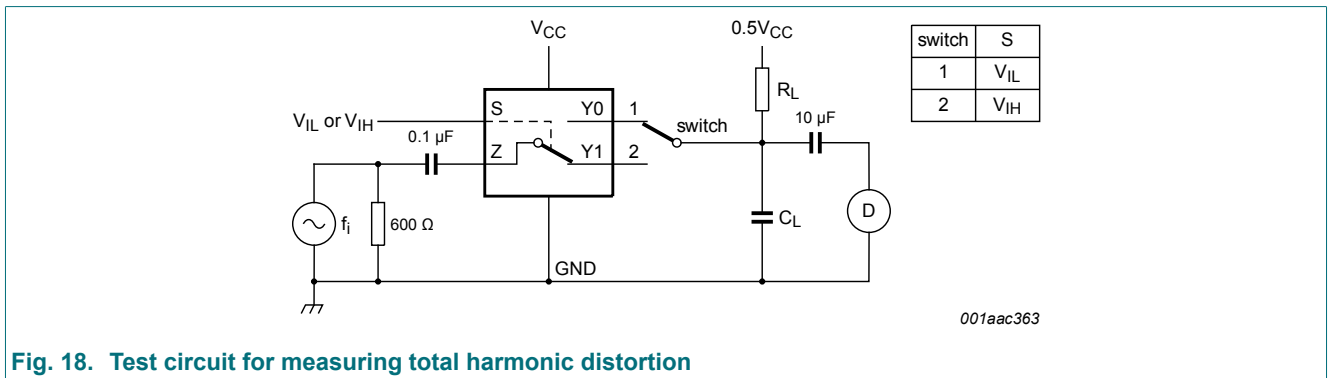 V_CC
0.5V_CC
switch S
1 V_IL
2 V_IH
R_L
S Y0 1
V_IL or V_IH
switch
10 µF
0.1 µF
Z Y1 2
f_i
600 Ω
C_L
D
GND
001aac363
Fig. 18. Test circuit for measuring total harmonic distortion